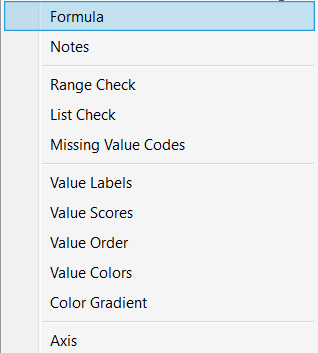 Formula
Notes
Range Check
List Check
Missing Value Codes
Value Labels
Value Scores
Value Order
Value Colors
Color Gradient
Axis